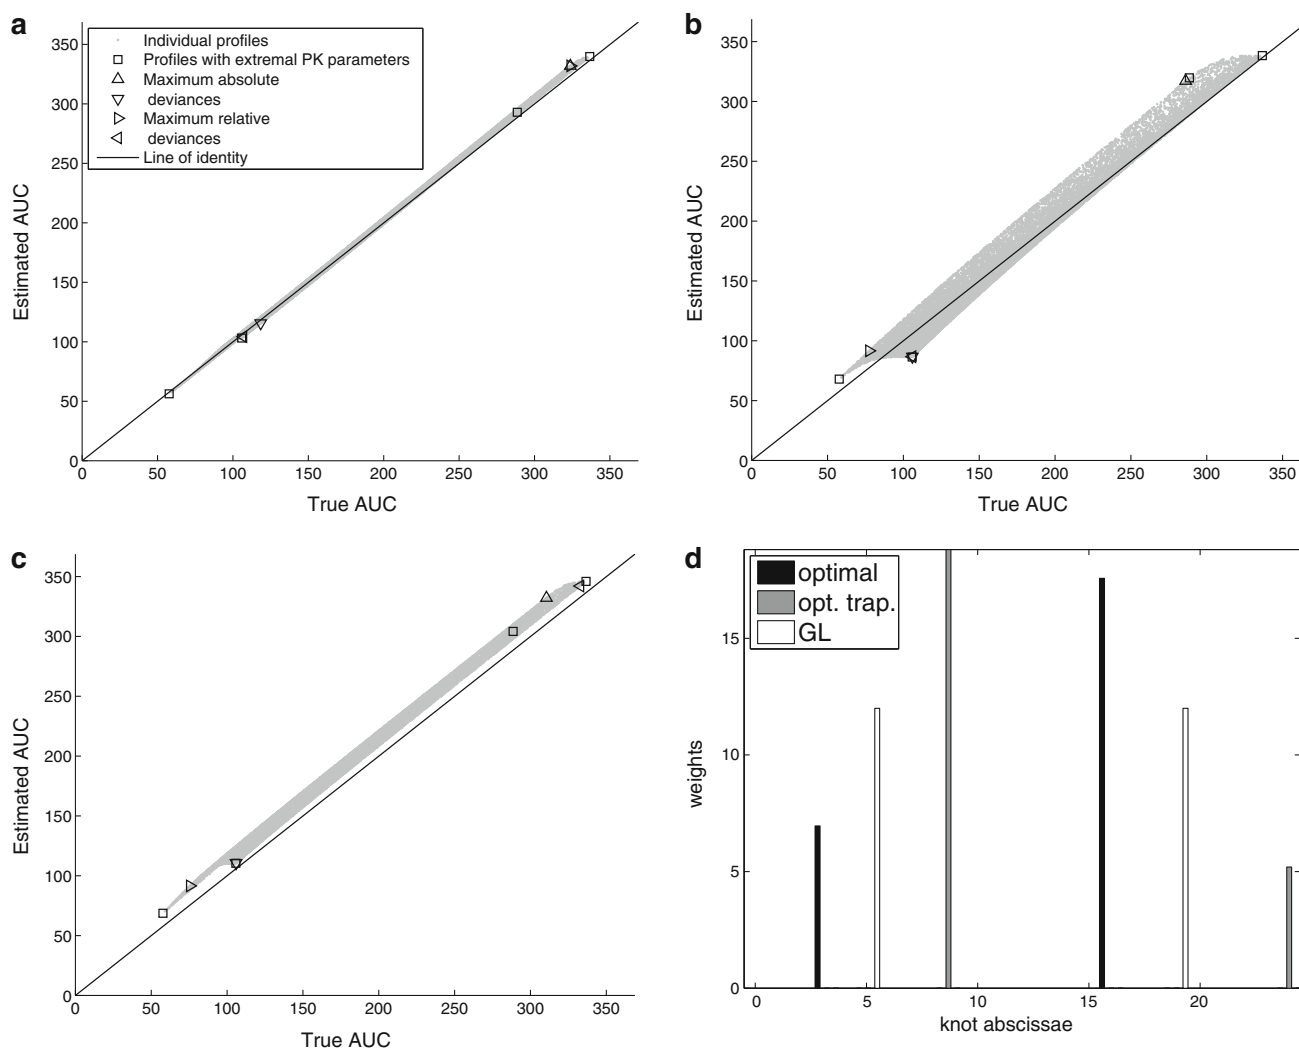 a
350
300
250
200
150
100
50
0
Estimated AUC
Individual profiles
Profiles with extremal PK parameters
Maximum absolute
deviances
Maximum relative
deviances
Line of identity
0 50 100 150 200 250 300 350
True AUC
b
350
300
250
200
150
100
50
0
Estimated AUC
0 50 100 150 200 250 300 350
True AUC
c
350
300
250
200
150
100
50
0
Estimated AUC
0 50 100 150 200 250 300 350
True AUC
d
optimal
opt. trap.
GL
15
10
5
0
weights
0 5 10 15 20
knot abscissae